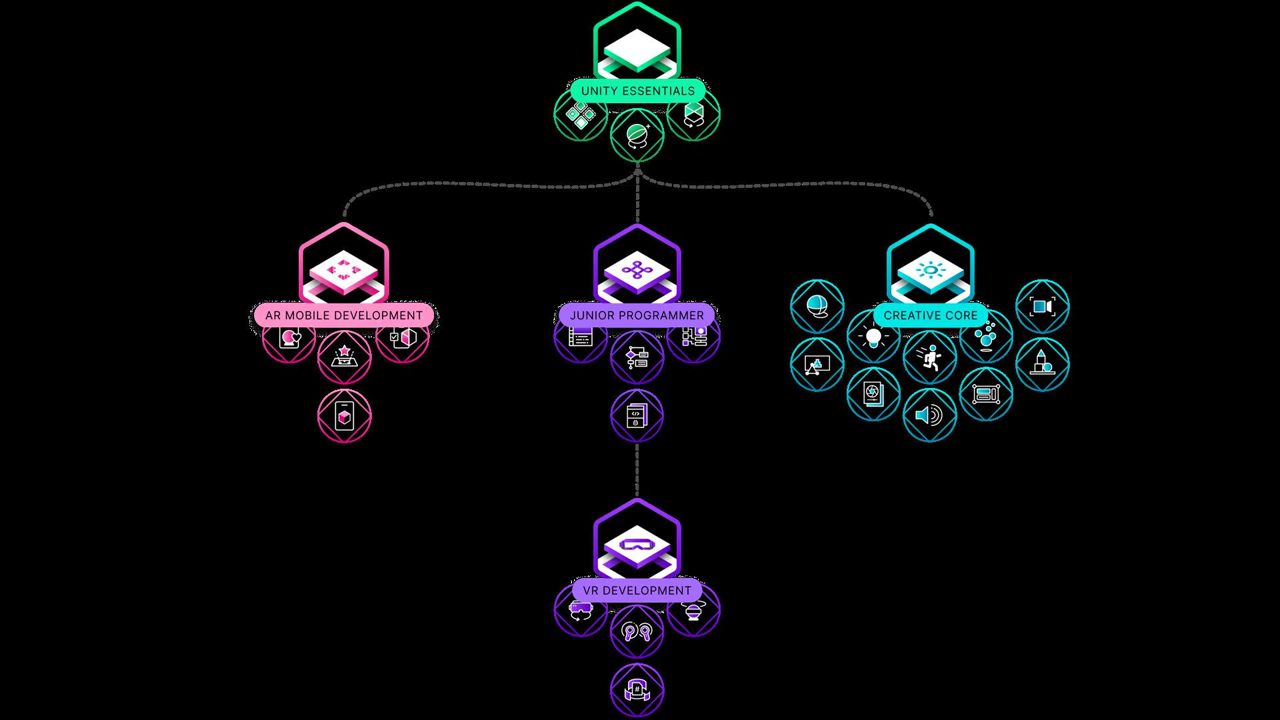 UNITY ESSENTIALS
AR MOBILE DEVELOPMENT
JUNIOR PROGRAMMER
CREATIVE CORE
VR DEVELOPMENT